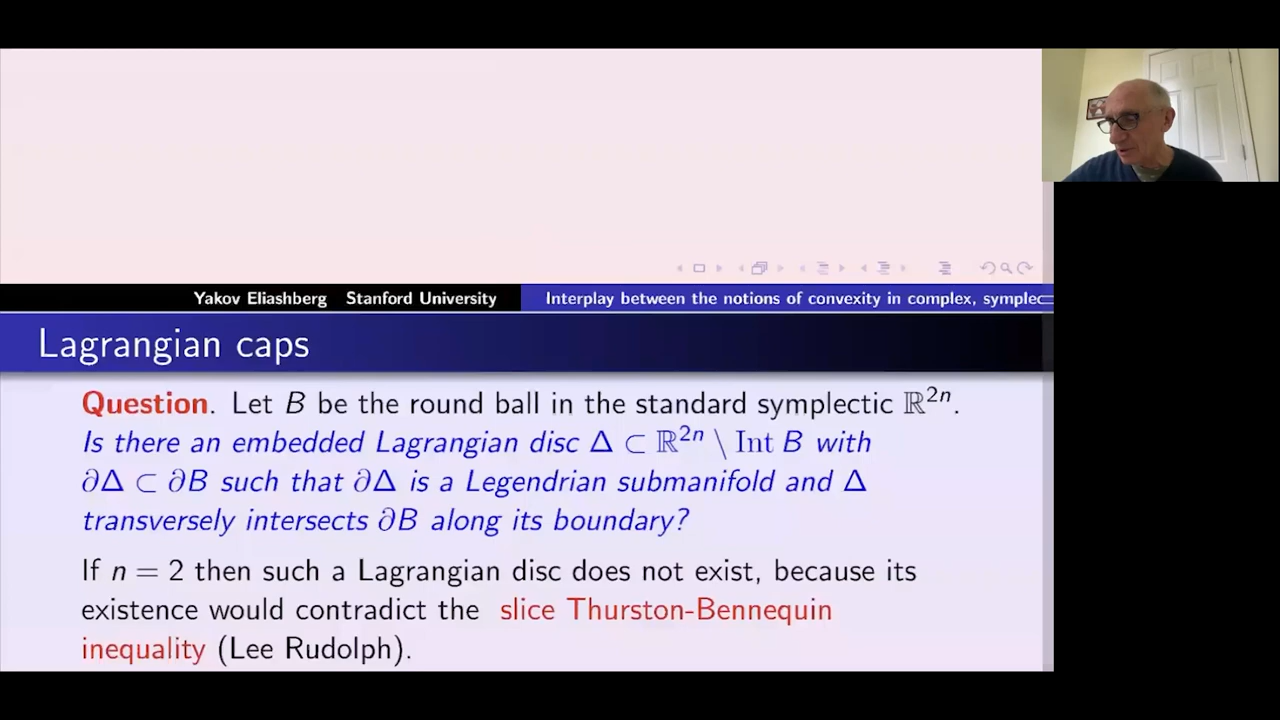 Yakov Eliashberg Stanford University Interplay between the notions of convexity in complex, symple
Lagrangian caps
Question. Let B be the round ball in the standard symplectic ℝ²ⁿ.
Is there an embedded Lagrangian disc Δ ⊂ ℝ²ⁿ \ Int B with
∂Δ ⊂ ∂B such that ∂Δ is a Legendrian submanifold and Δ
transversely intersects ∂B along its boundary?
If n = 2 then such a Lagrangian disc does not exist, because its
existence would contradict the slice Thurston-Bennequin
inequality (Lee Rudolph).